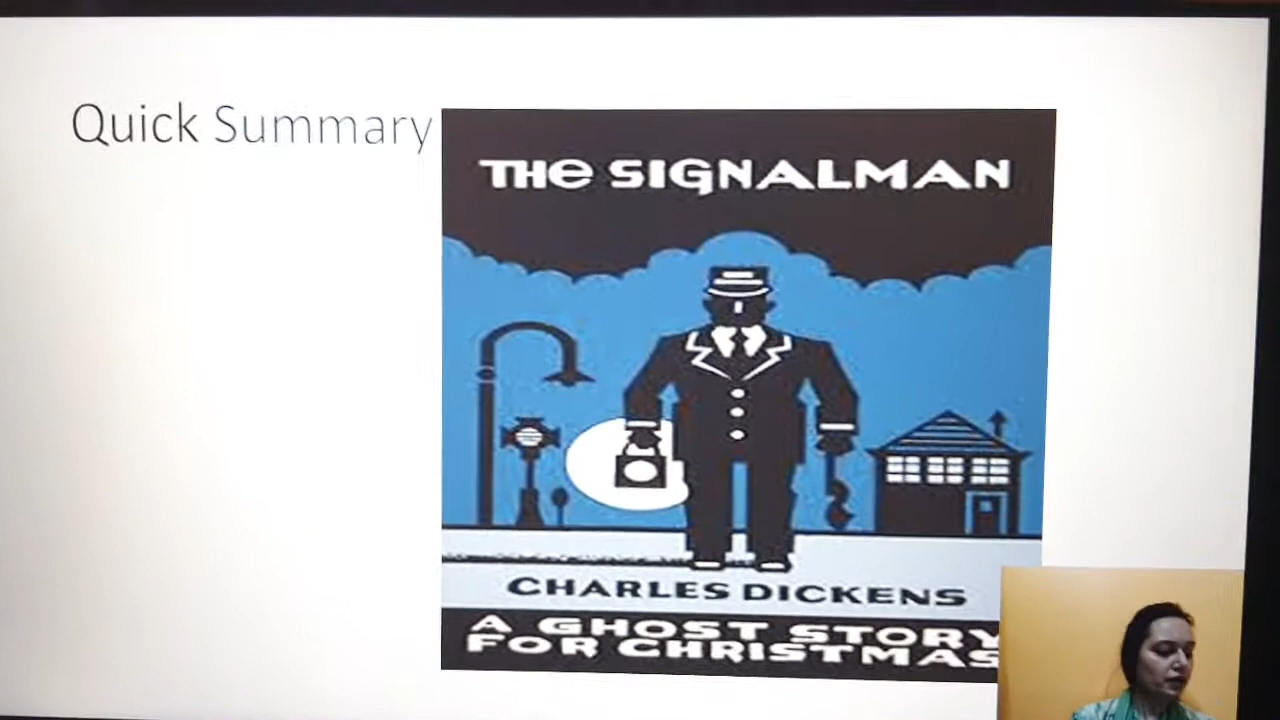 Quick Summary
THE SIGNALMAN
CHARLES DICKENS
A GHOST STORY
FOR CHRISTMAS